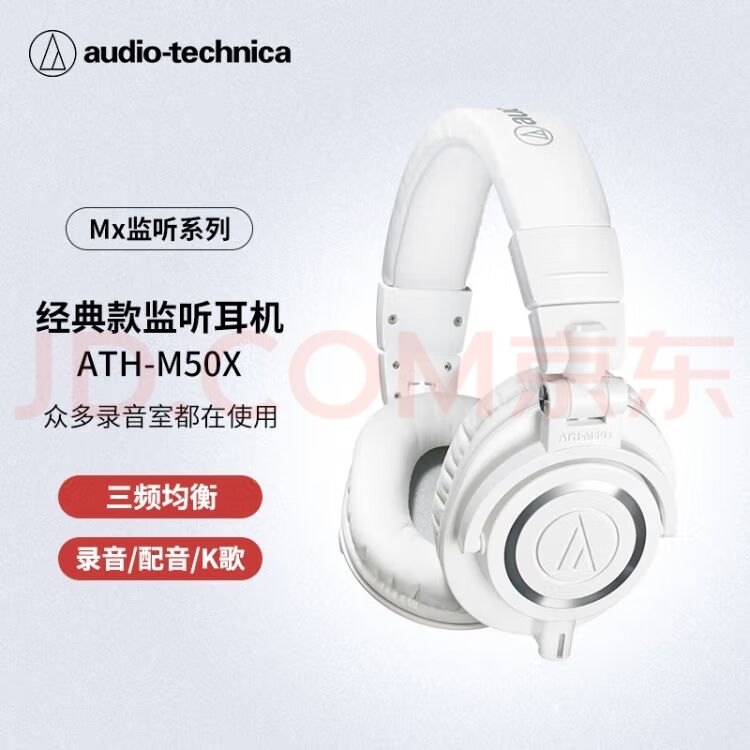 audio-technica
au
Mx监听系列
经典款监听耳机
ATH-M50X
JD.COM京东
众多录音室都在使用
ATH-M50x
三频均衡
录音/配音/K歌